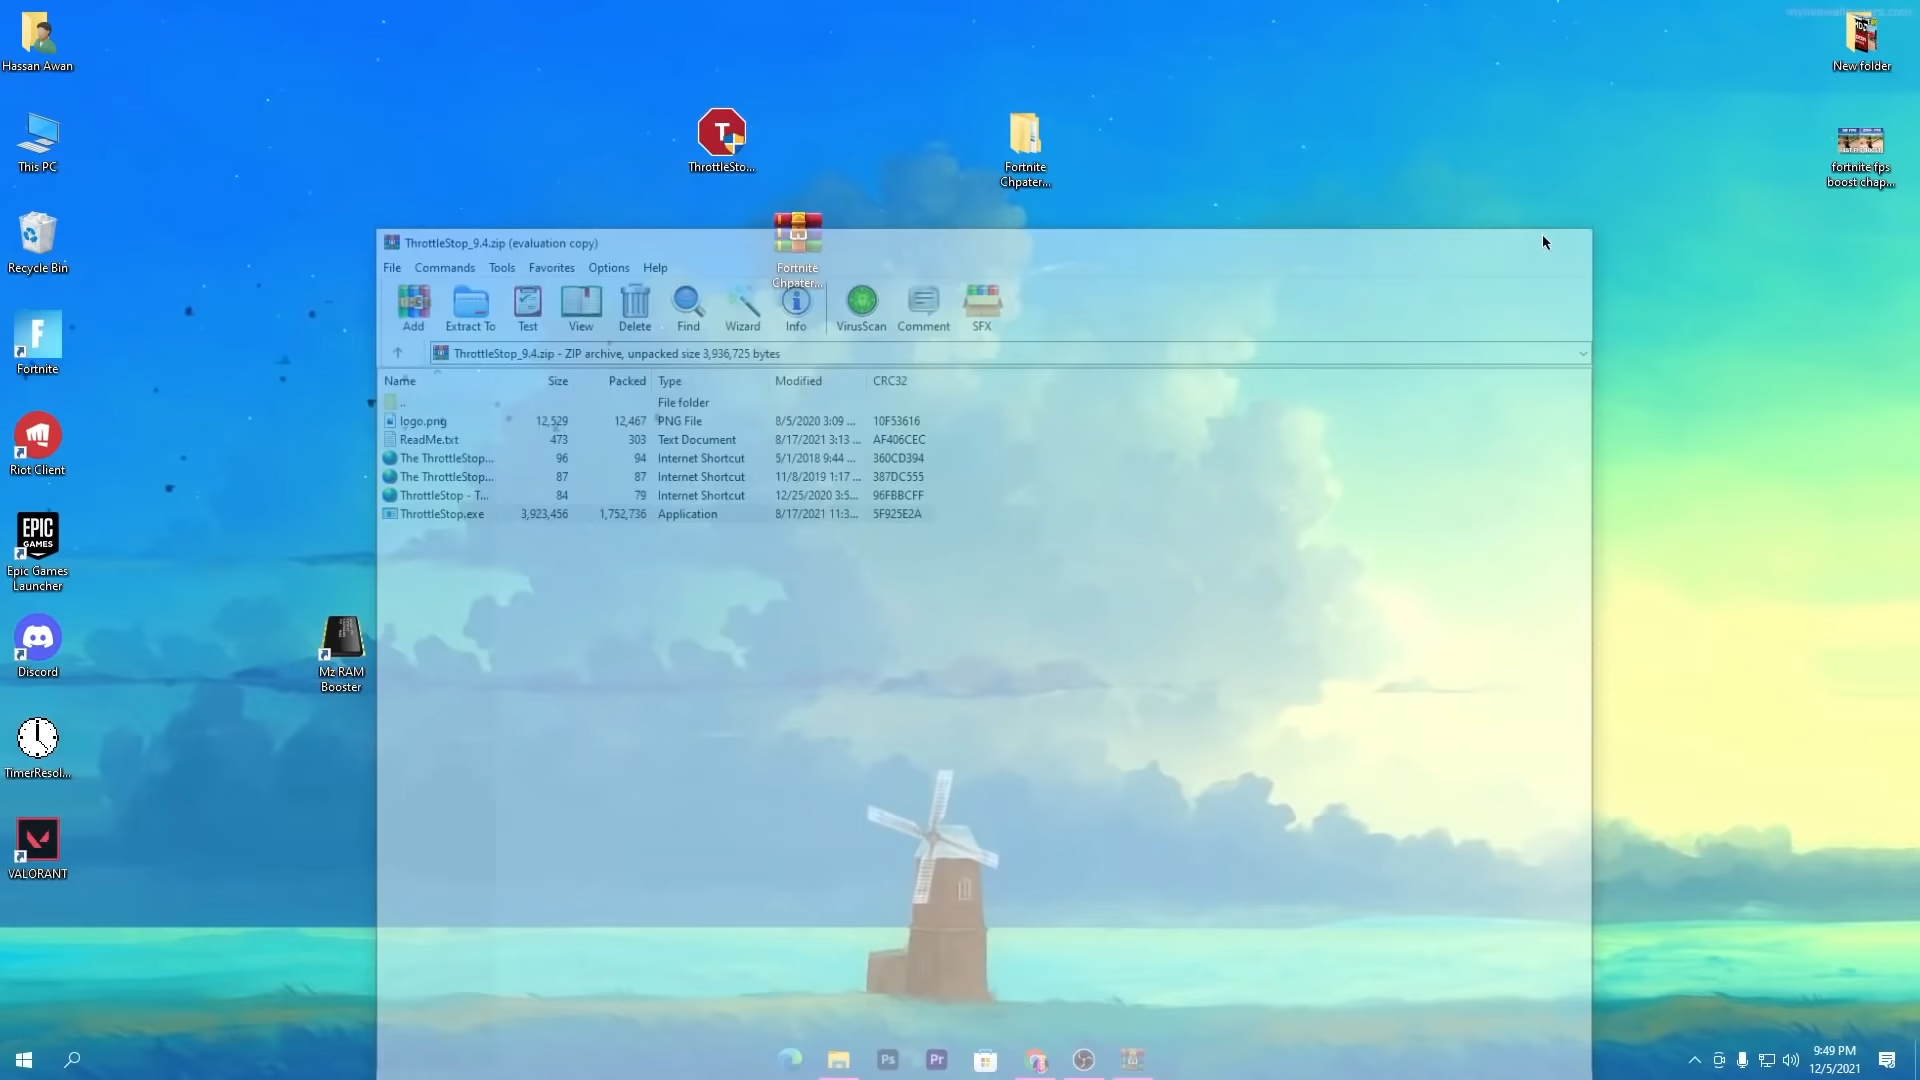 mylivewallpapers.com
Hassan Awan
New folder
This PC
ThrottleSto...
Fortnite
Chpater...
fortnite fps
boost chap...
Recycle Bin
Fortnite
Chpater...
ThrottleStop_9.4.zip (evaluation copy)
File Commands Tools Favorites Options Help
Add Extract To Test View Delete Find Wizard Info VirusScan Comment SFX
ThrottleStop_9.4.zip - ZIP archive, unpacked size 3,936,725 bytes
Name Size Packed Type Modified CRC32
.. File folder
logo.png 12,529 12,467 PNG File 8/5/2020 3:09 ... 10F53616
ReadMe.txt 473 303 Text Document 8/17/2021 3:13 ... AF406CEC
The ThrottleStop... 96 94 Internet Shortcut 5/1/2018 9:44 ... 360CD394
The ThrottleStop... 87 87 Internet Shortcut 11/8/2019 1:17 ... 387DC555
ThrottleStop - T... 84 79 Internet Shortcut 12/25/2020 3:5... 96FBBCFF
ThrottleStop.exe 3,923,456 1,752,736 Application 8/17/2021 11:3... 5F925E2A
Fortnite
Riot Client
EPIC
GAMES
Epic Games
Launcher
Discord
Mz RAM
Booster
TimerResol...
VALORANT
Ps Pr
9:49 PM
12/5/2021